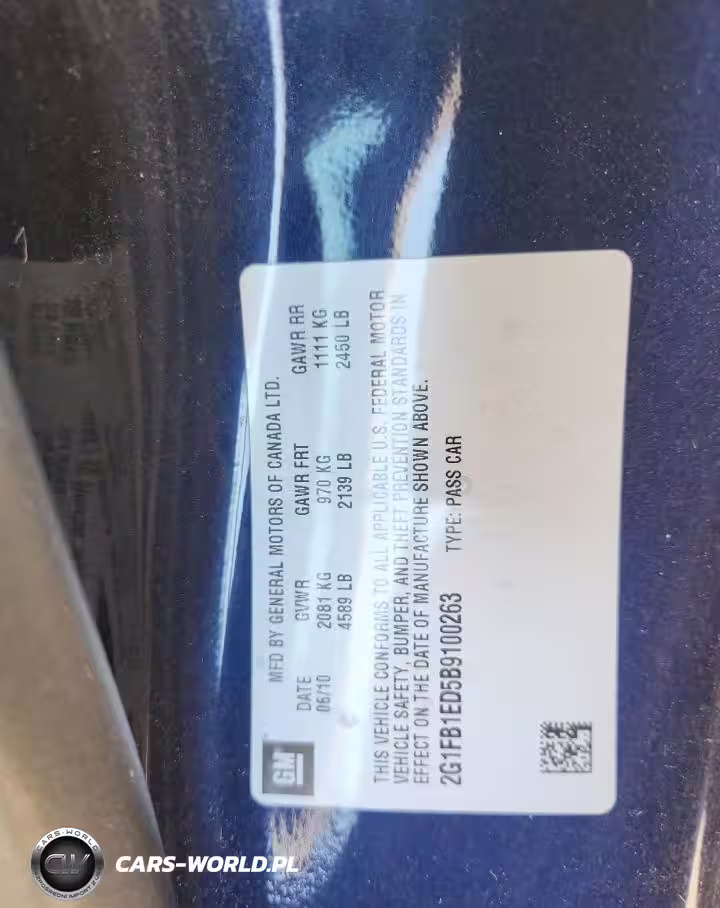 GM
MFD BY GENERAL MOTORS OF CANADA LTD.
DATE GVWR GAWR FRT GAWR RR
06/10 2081 KG 970 KG 1111 KG
4589 LB 2139 LB 2450 LB
THIS VEHICLE CONFORMS TO ALL APPLICABLE U.S. FEDERAL MOTOR
VEHICLE SAFETY, BUMPER, AND THEFT PREVENTION STANDARDS IN
EFFECT ON THE DATE OF MANUFACTURE SHOWN ABOVE.
2G1FB1ED5B9100263 TYPE: PASS CAR
CARS-WORLD
CW
CARS-WORLD.PL